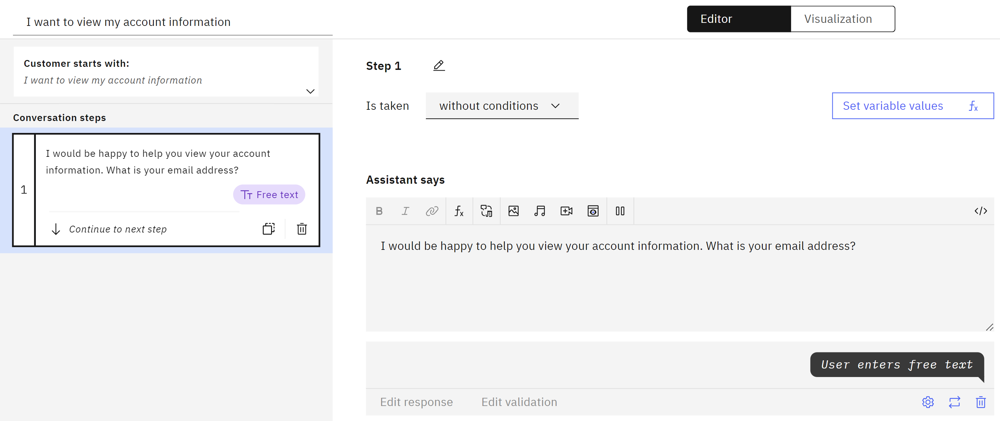 I want to view my account information
Editor
Visualization
Customer starts with:
I want to view my account information
Conversation steps
1
I would be happy to help you view your account
information. What is your email address?
Free text
Continue to next step
Step 1
Is taken
without conditions
Set variable values
Assistant says
I would be happy to help you view your account information. What is your email address?
User enters free text
Edit response
Edit validation